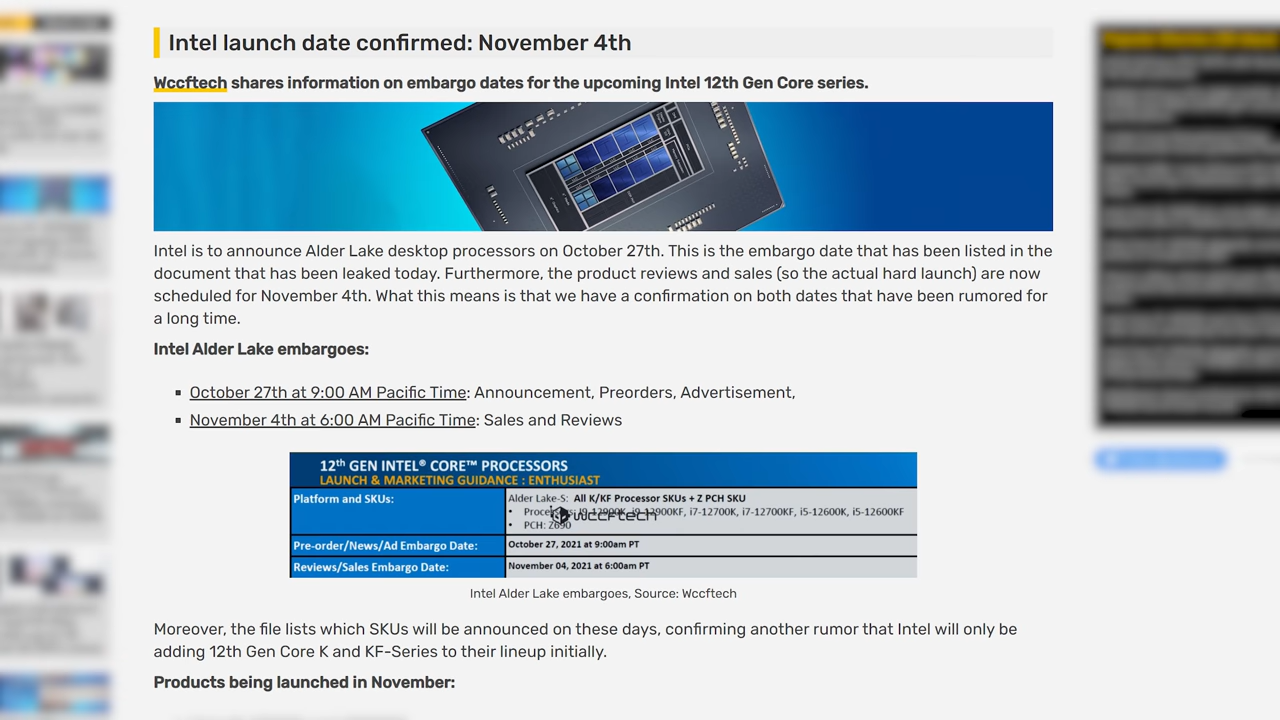 Intel launch date confirmed: November 4th
Wccftech shares information on embargo dates for the upcoming Intel 12th Gen Core series.
Intel is to announce Alder Lake desktop processors on October 27th. This is the embargo date that has been listed in the
document that has been leaked today. Furthermore, the product reviews and sales (so the actual hard launch) are now
scheduled for November 4th. What this means is that we have a confirmation on both dates that have been rumored for
a long time.
Intel Alder Lake embargoes:
▪ October 27th at 9:00 AM Pacific Time: Announcement, Preorders, Advertisement,
▪ November 4th at 6:00 AM Pacific Time: Sales and Reviews
12th GEN INTEL® CORE™ PROCESSORS
LAUNCH & MARKETING GUIDANCE : ENTHUSIAST
Platform and SKUs:
Alder Lake-S: All K/KF Processor SKUs + Z PCH SKU
• Processors: i9-12900K, i9-12900KF, i7-12700K, i7-12700KF, i5-12600K, i5-12600KF
wccftech
• PCH: Z690
Pre-order/News/Ad Embargo Date: October 27, 2021 at 9:00am PT
Reviews/Sales Embargo Date: November 04, 2021 at 6:00am PT
Intel Alder Lake embargoes, Source: Wccftech
Moreover, the file lists which SKUs will be announced on these days, confirming another rumor that Intel will only be
adding 12th Gen Core K and KF-Series to their lineup initially.
Products being launched in November: